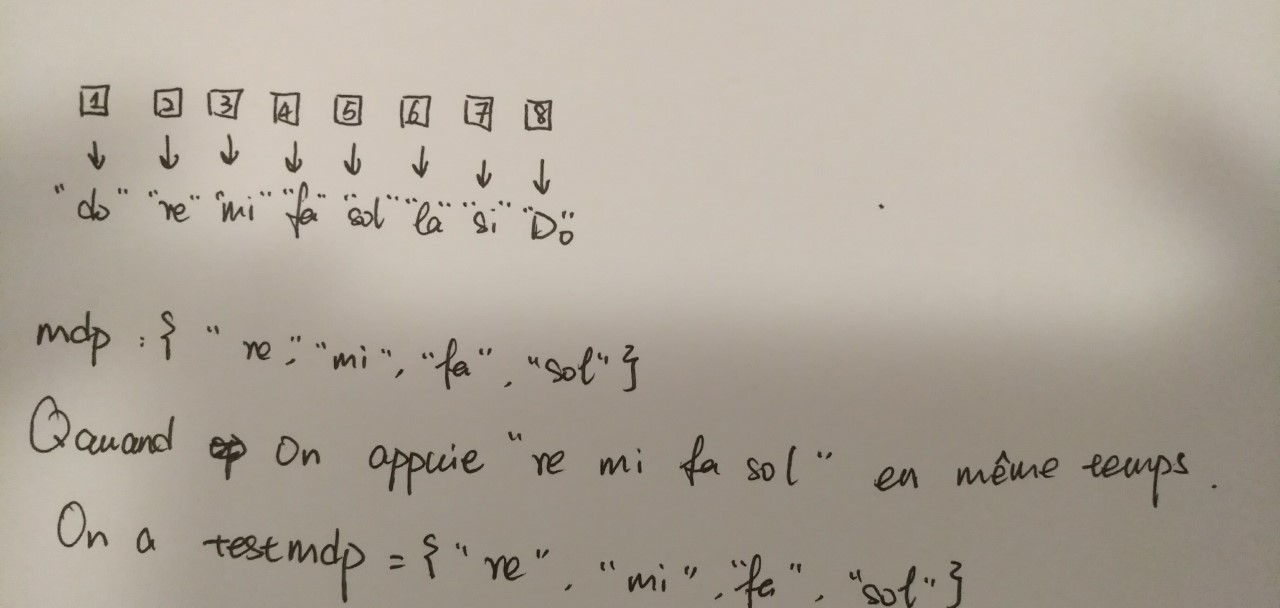 1 2 3 4 5 6 7 8
↓ ↓ ↓ ↓ ↓ ↓ ↓ ↓
"do" "re" "mi" "fa" "sol" "la" "si" "Do"
mdp : { "re", "mi", "fa", "sol" }
Qauand On appuie "re mi fa sol" en même temps.
On a testmdp = { "re", "mi", "fa", "sol" }